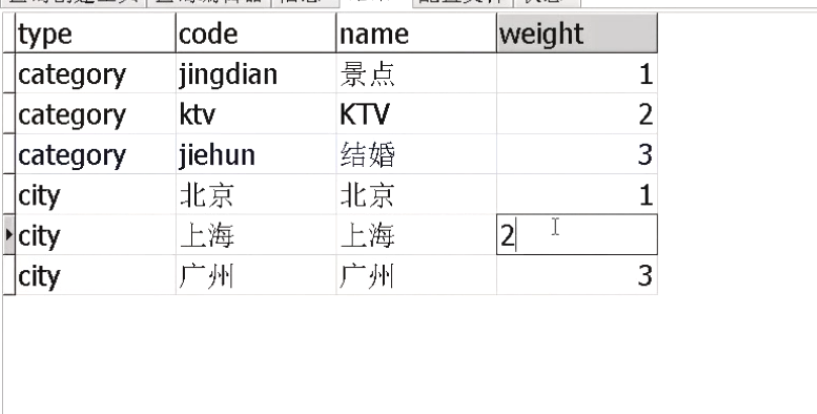 type code name weight
category jingdian 景点 1
category ktv KTV 2
category jiehun 结婚 3
city 北京 北京 1
city 上海 上海 2
city 广州 广州 3